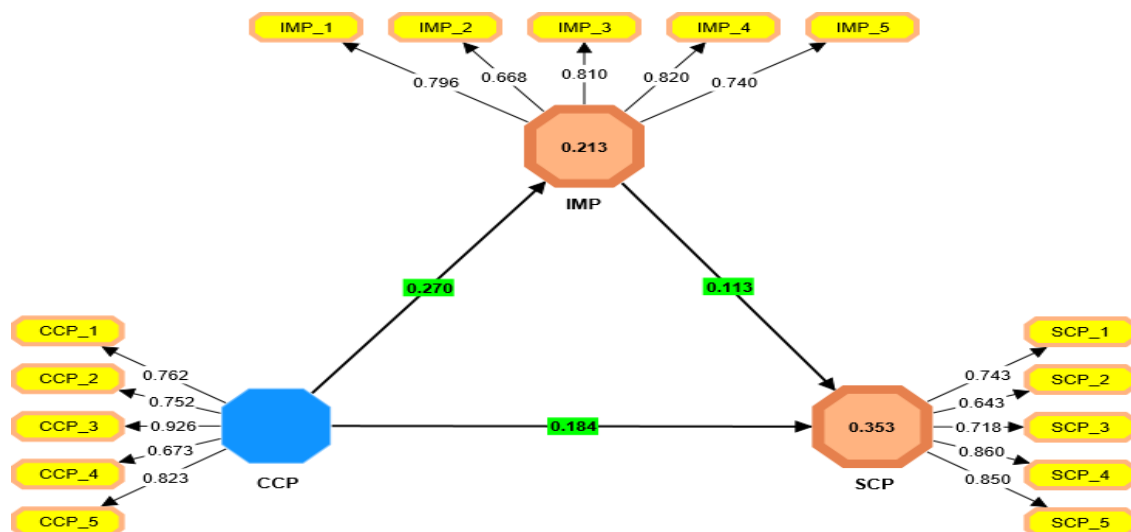 IMP_1
IMP_2
IMP_3
IMP_4
IMP_5
0.796
0.668
0.810
0.820
0.740
0.213
IMP
0.270
0.113
CCP_1
CCP_2
CCP_3
CCP_4
CCP_5
0.762
0.752
0.926
0.673
0.823
CCP
0.184
0.353
SCP
0.743
0.643
0.718
0.860
0.850
SCP_1
SCP_2
SCP_3
SCP_4
SCP_5